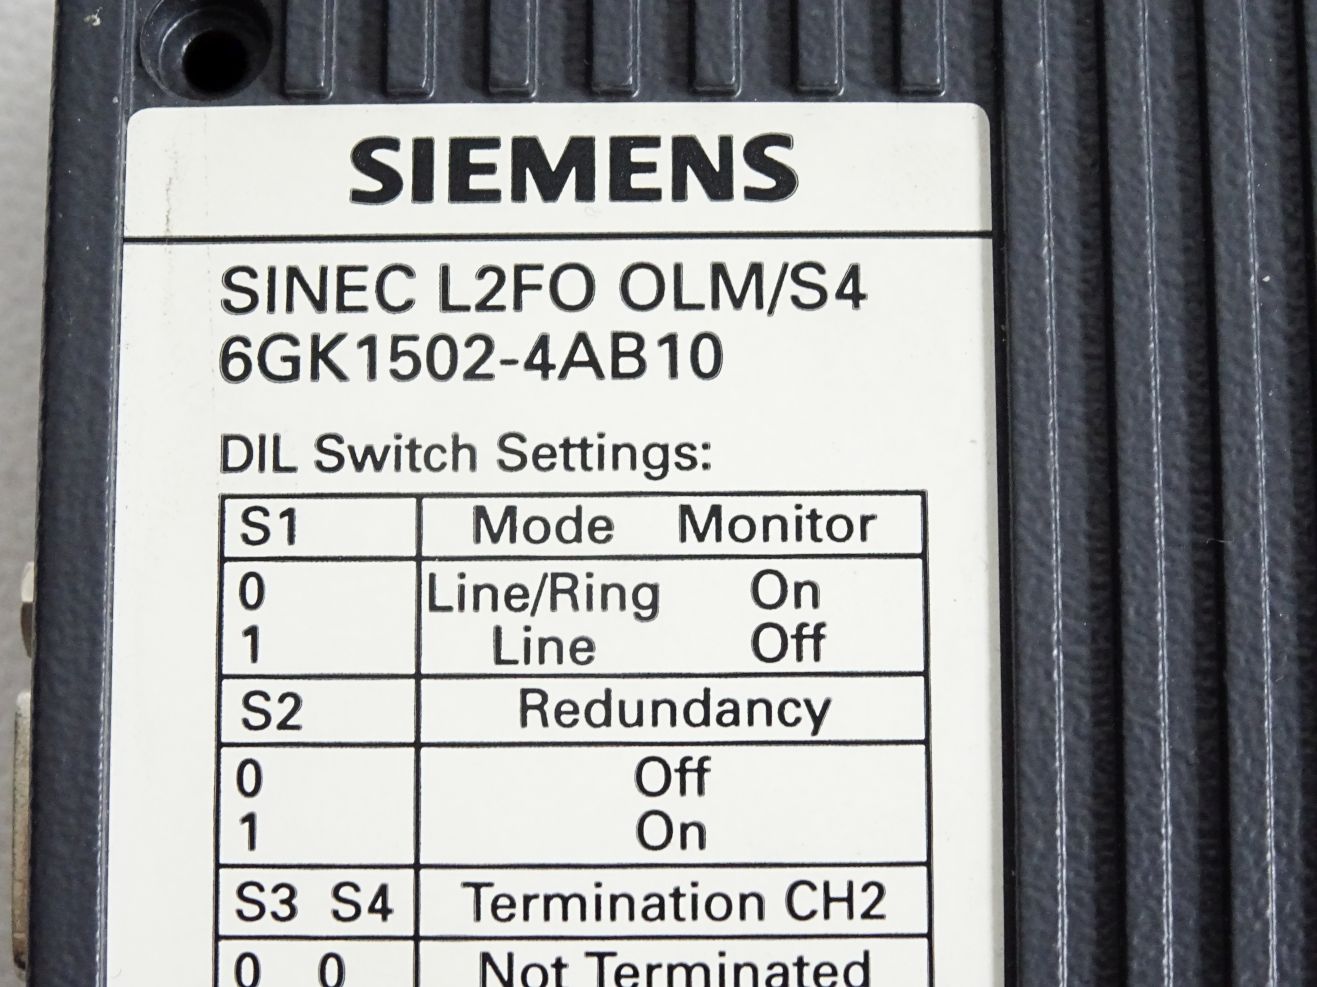 SIEMENS
SINEC L2FO OLM/S4
6GK1502-4AB10
DIL Switch Settings:
S1 Mode Monitor
0 Line/Ring On
1 Line Off
S2 Redundancy
0 Off
1 On
S3 S4 Termination CH2
0 0 Not Terminated